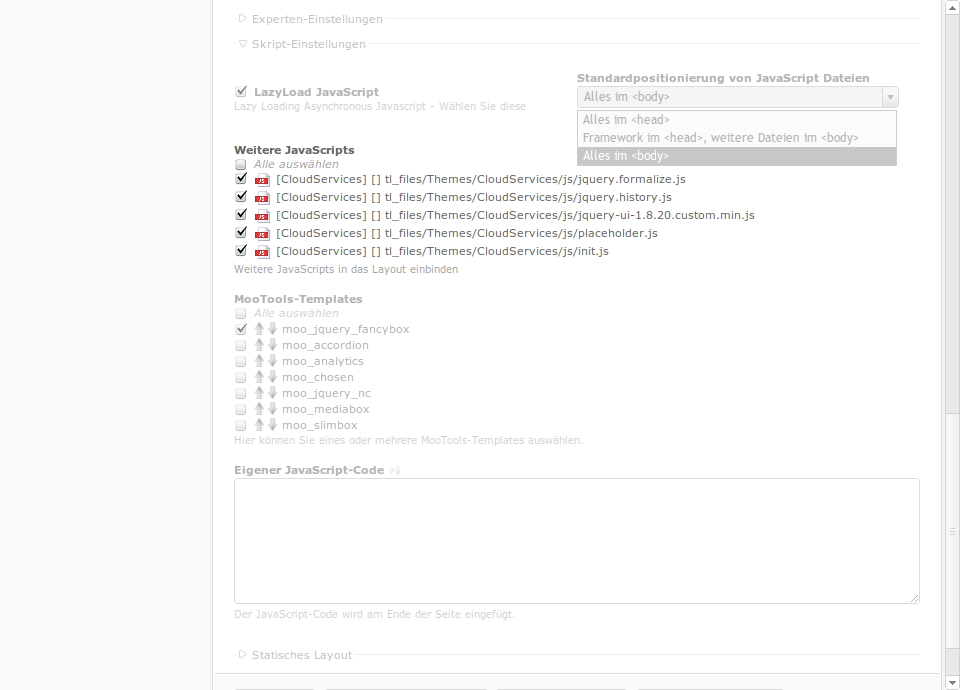 Experten-Einstellungen
Skript-Einstellungen
LazyLoad JavaScript
Lazy Loading Asynchronous Javascript - Wählen Sie diese
Standardpositionierung von JavaScript Dateien
Alles im <body>
Alles im <head>
Framework im <head>, weitere Dateien im <body>
Alles im <body>
Weitere JavaScripts
Alle auswählen
[CloudServices] [] tl_files/Themes/CloudServices/js/jquery.formalize.js
[CloudServices] [] tl_files/Themes/CloudServices/js/jquery.history.js
[CloudServices] [] tl_files/Themes/CloudServices/js/jquery-ui-1.8.20.custom.min.js
[CloudServices] [] tl_files/Themes/CloudServices/js/placeholder.js
[CloudServices] [] tl_files/Themes/CloudServices/js/init.js
Weitere JavaScripts in das Layout einbinden
MooTools-Templates
Alle auswählen
moo_jquery_fancybox
moo_accordion
moo_analytics
moo_chosen
moo_jquery_nc
moo_mediabox
moo_slimbox
Hier können Sie eines oder mehrere MooTools-Templates auswählen.
Eigener JavaScript-Code
Der JavaScript-Code wird am Ende der Seite eingefügt.
Statisches Layout